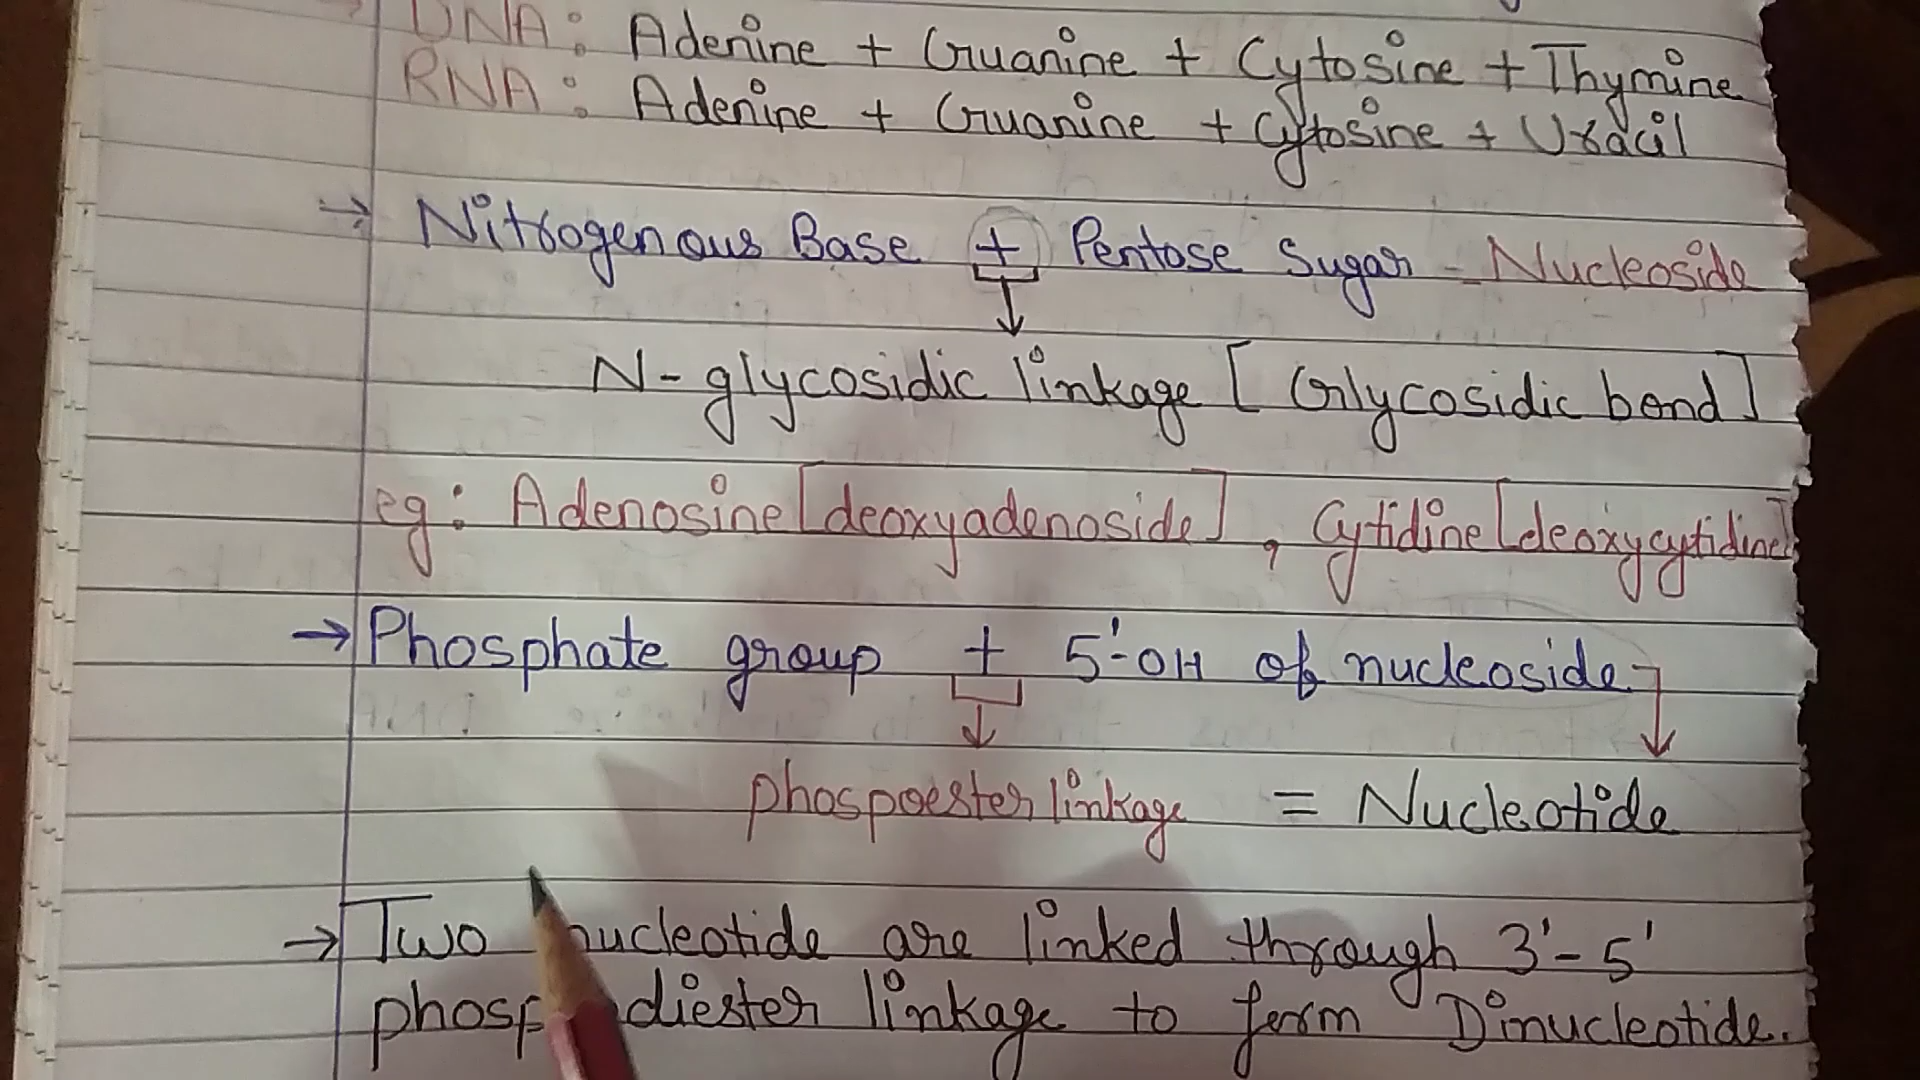 DNA: Adenine + Guanine + Cytosine + Thymine
RNA: Adenine + Guanine + Cytosine + Uracil
→ Nitrogenous Base + Pentose Sugar - Nucleoside
N-glycosidic linkage [Glycosidic bond]
eg: Adenosine [deoxyadenoside], Cytidine [deoxycytidine]
→ Phosphate group + 5'-OH of nucleoside
phospoester linkage = Nucleotide
→ Two nucleotide are linked through 3'-5'
diester linkage to form Dinucleotide.